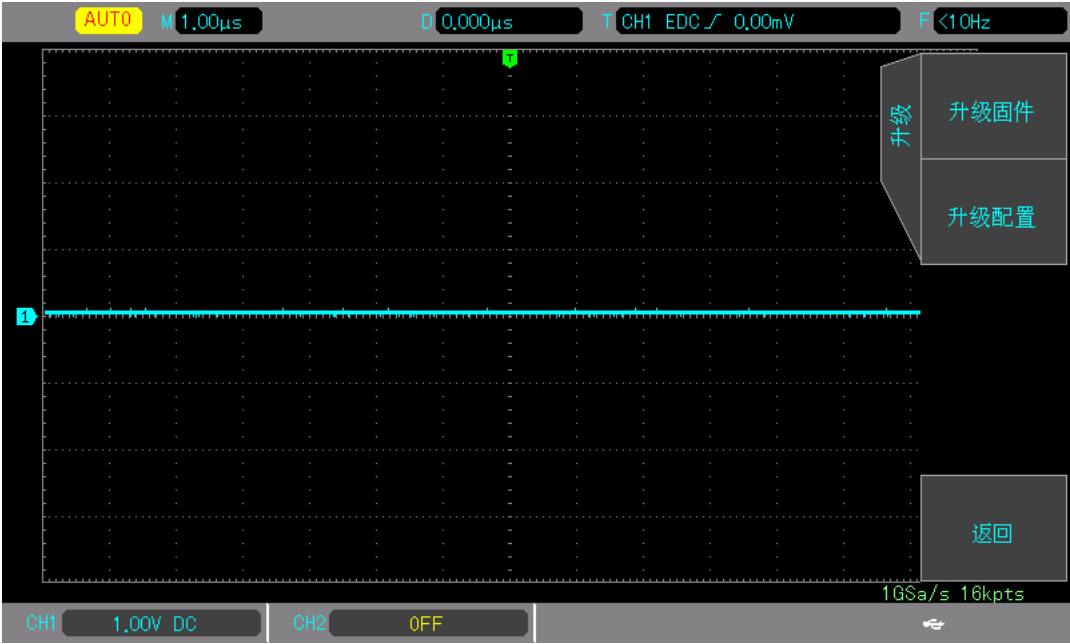 AUTO M 1.00μs D 0.000μs T CH1 EDC 0.00mV F <10Hz
T
升级
升级固件
升级配置
1
返回
1GSa/s 16kpts
CH1 1.00V DC CH2 OFF